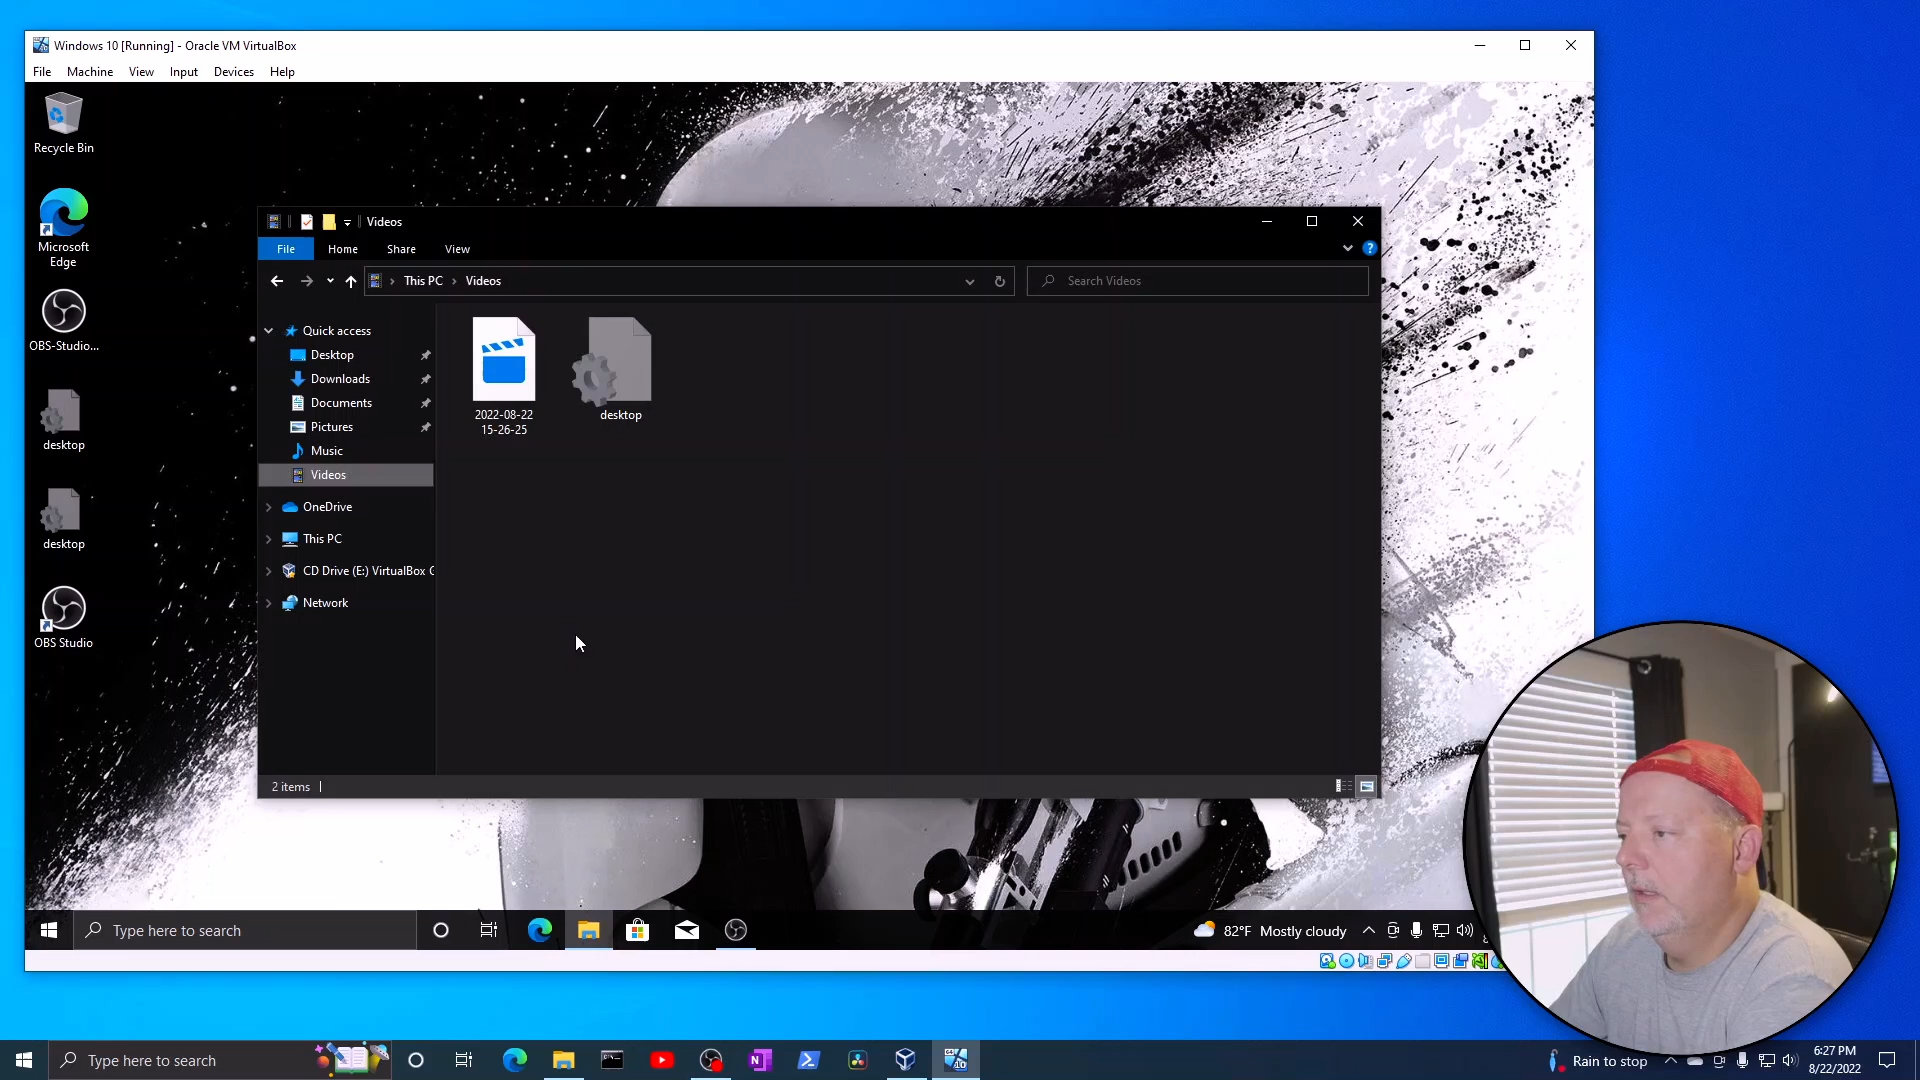 Windows 10 [Running] - Oracle VM VirtualBox
File Machine View Input Devices Help
Recycle Bin
Microsoft
Edge
OBS-Studio...
desktop
desktop
OBS Studio
Videos
File Home Share View
This PC Videos
Search Videos
Quick access
Desktop
Downloads
Documents
Pictures
Music
Videos
OneDrive
This PC
CD Drive (E:) VirtualBox G
Network
2022-08-22
15-26-25
desktop
2 items
Type here to search
82°F Mostly cloudy
Type here to search
Rain to stop
6:27 PM
8/22/2022